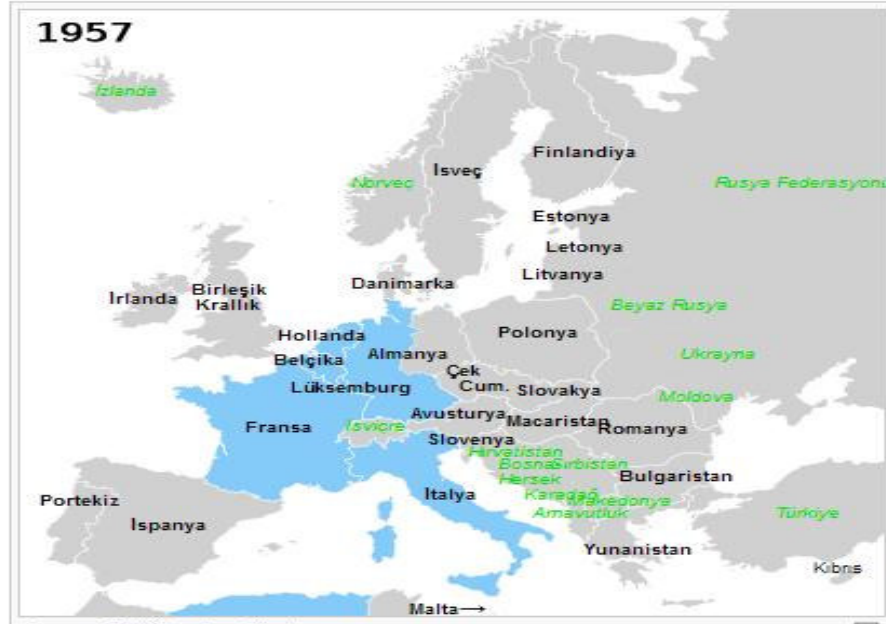 1957
İzlanda
Finlandiya
İsveç
Norveç
Rusya Federasyonu
Estonya
Letonya
Litvanya
Danimarka
İrlanda
Birleşik
Krallık
Beyaz Rusya
Polonya
Hollanda
Almanya
Belçika
Ukrayna
Çek
Cum.
Lüksemburg
Slovakya
Moldova
Avusturya
Macaristan
Fransa
İsviçre
Romanya
Slovenya
Hırvatistan
Bosna
Hersek
Sırbistan
Bulgaristan
Karadağ
İtalya
Makedonya
Portekiz
Arnavutluk
Türkiye
İspanya
Yunanistan
Kıbrıs
Malta→